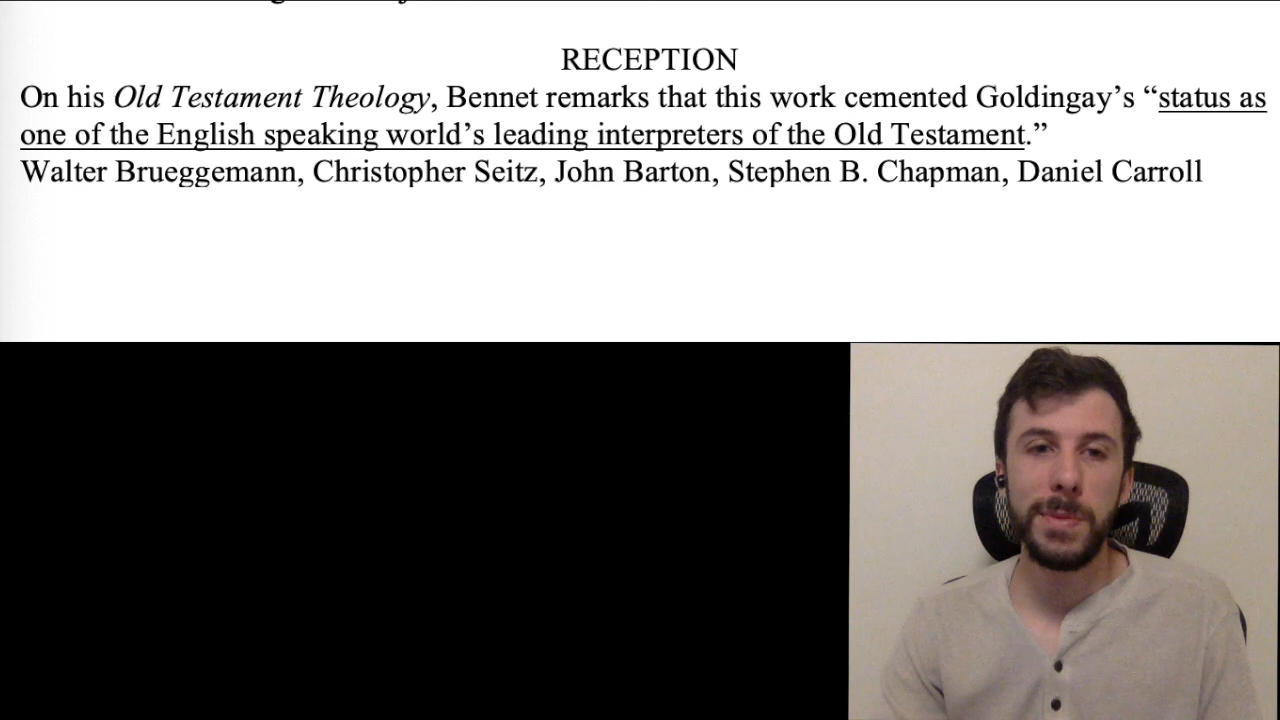 RECEPTION
On his Old Testament Theology, Bennet remarks that this work cemented Goldingay’s “status as
one of the English speaking world’s leading interpreters of the Old Testament.”
Walter Brueggemann, Christopher Seitz, John Barton, Stephen B. Chapman, Daniel Carroll